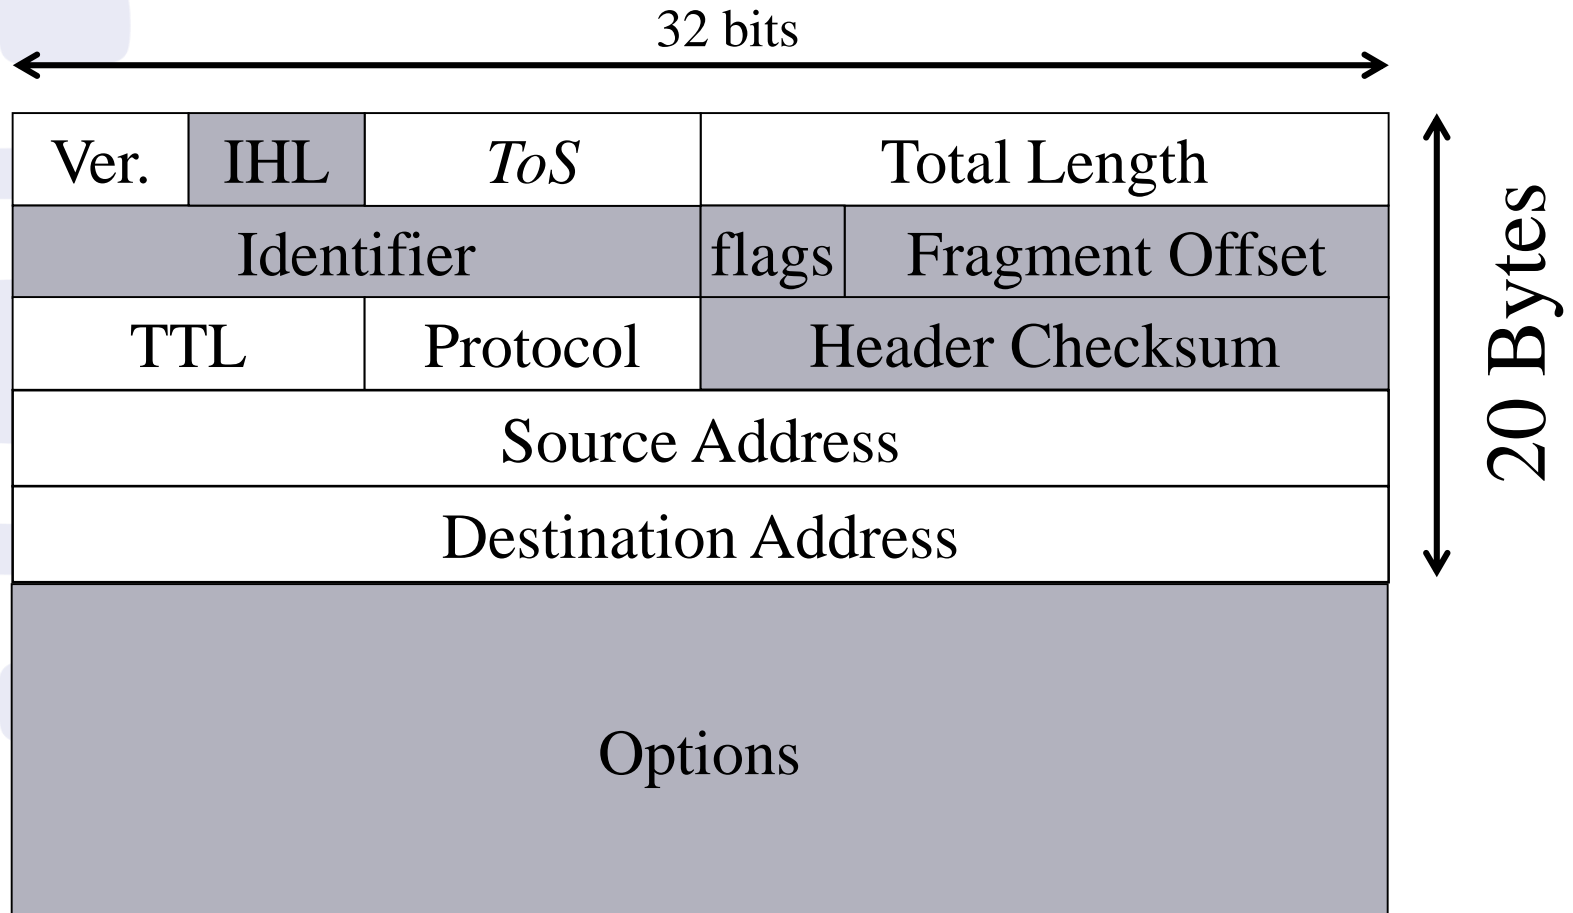 32 bits
Ver. IHL ToS Total Length
Identifier flags Fragment Offset
TTL Protocol Header Checksum
Source Address
Destination Address
Options
20 Bytes